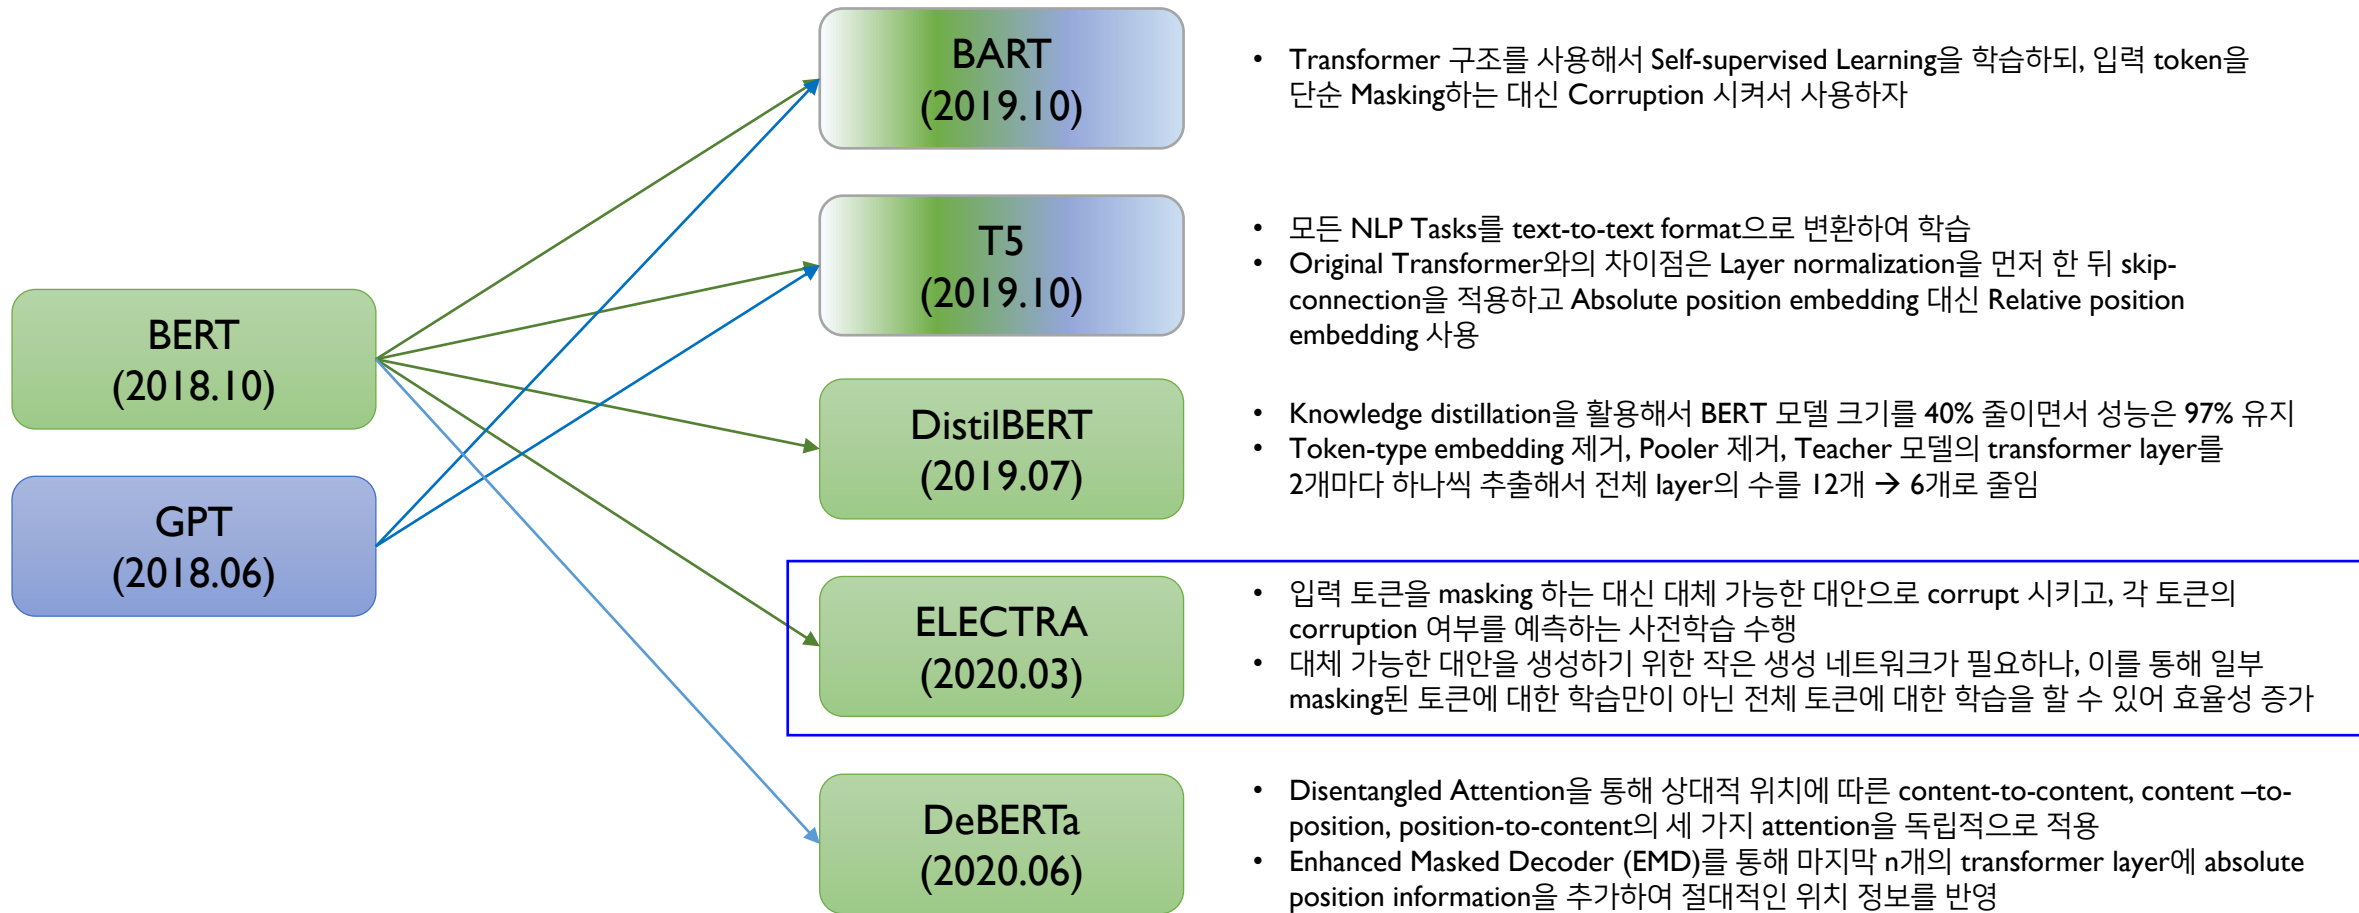 BART
(2019.10)
• Transformer 구조를 사용해서 Self-supervised Learning을 학습하되, 입력 token을
단순 Masking하는 대신 Corruption 시켜서 사용하자
T5
(2019.10)
• 모든 NLP Tasks를 text-to-text format으로 변환하여 학습
• Original Transformer와의 차이점은 Layer normalization을 먼저 한 뒤 skip-
connection을 적용하고 Absolute position embedding 대신 Relative position
embedding 사용
BERT
(2018.10)
DistilBERT
(2019.07)
• Knowledge distillation을 활용해서 BERT 모델 크기를 40% 줄이면서 성능은 97% 유지
• Token-type embedding 제거, Pooler 제거, Teacher 모델의 transformer layer를
2개마다 하나씩 추출해서 전체 layer의 수를 12개 → 6개로 줄임
GPT
(2018.06)
ELECTRA
(2020.03)
• 입력 토큰을 masking 하는 대신 대체 가능한 대안으로 corrupt 시키고, 각 토큰의
corruption 여부를 예측하는 사전학습 수행
• 대체 가능한 대안을 생성하기 위한 작은 생성 네트워크가 필요하나, 이를 통해 일부
masking된 토큰에 대한 학습만이 아닌 전체 토큰에 대한 학습을 할 수 있어 효율성 증가
DeBERTa
(2020.06)
• Disentangled Attention을 통해 상대적 위치에 따른 content-to-content, content –to-
position, position-to-content의 세 가지 attention을 독립적으로 적용
• Enhanced Masked Decoder (EMD)를 통해 마지막 n개의 transformer layer에 absolute
position information을 추가하여 절대적인 위치 정보를 반영